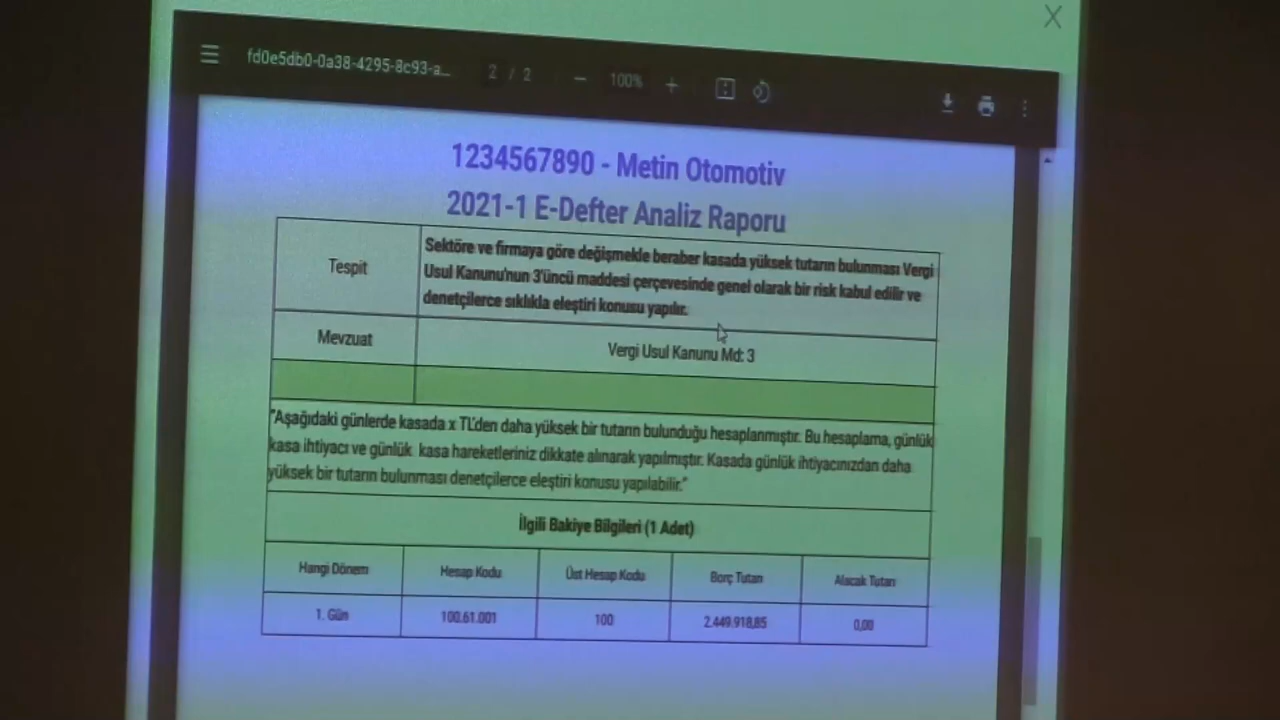 fd0e5db0-0a38-4295-8c93-a...
2 / 2
100%
1234567890 - Metin Otomotiv
2021-1 E-Defter Analiz Raporu
Tespit
Sektöre ve firmaya göre değişmekle beraber kasada yüksek tutarın bulunması Vergi
Usul Kanunu'nun 3'üncü maddesi çerçevesinde genel olarak bir risk kabul edilir ve
denetçilerce sıklıkla eleştiri konusu yapılır.
Mevzuat
Vergi Usul Kanunu Md: 3
"Aşağıdaki günlerde kasada x TL'den daha yüksek bir tutarın bulunduğu hesaplanmıştır. Bu hesaplama, günlük
kasa ihtiyacı ve günlük kasa hareketleriniz dikkate alınarak yapılmıştır. Kasada günlük ihtiyacınızdan daha
yüksek bir tutarın bulunması denetçilerce eleştiri konusu yapılabilir."
İlgili Bakiye Bilgileri (1 Adet)
Hangi Dönem Hesap Kodu Üst Hesap Kodu Borç Tutarı Alacak Tutarı
1. Gün 100.61.001 100 2.449.918,85 0,00